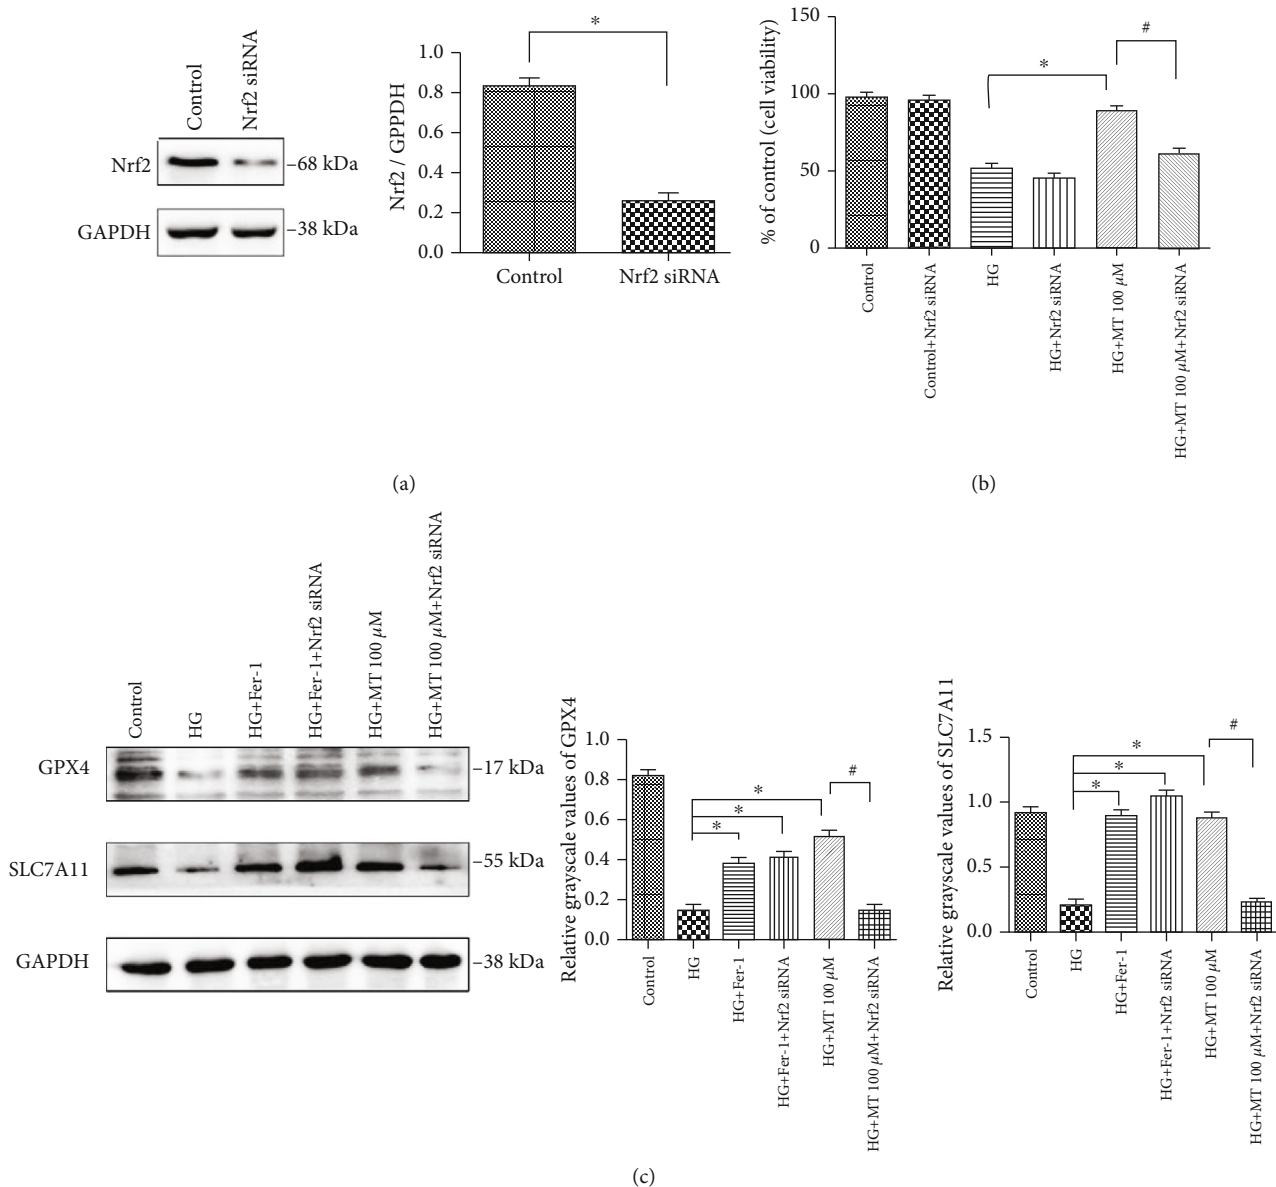 Control
Nrf2 siRNA
Nrf2
–68 kDa
GAPDH
–38 kDa
Nrf2 / GPPDH
1.0
0.8
0.6
0.4
0.2
0.0
*
Control
Nrf2 siRNA
(a)
% of control (cell viability)
150
100
50
0
*
#
Control
Control+Nrf2 siRNA
HG
HG+Nrf2 siRNA
HG+MT 100 μM
HG+MT 100 μM+Nrf2 siRNA
(b)
Control
HG
HG+Fer-1
HG+Fer-1+Nrf2 siRNA
HG+MT 100 μM
HG+MT 100 μM+Nrf2 siRNA
GPX4
–17 kDa
SLC7A11
–55 kDa
GAPDH
–38 kDa
Relative grayscale values of GPX4
1.0
0.8
0.6
0.4
0.2
0.0
*
*
*
#
Control
HG
HG+Fer-1
HG+Fer-1+Nrf2 siRNA
HG+MT 100 μM
HG+MT 100 μM+Nrf2 siRNA
Relative grayscale values of SLC7A11
1.5
1.0
0.5
0.0
*
*
*
#
Control
HG
HG+Fer-1
HG+Fer-1+Nrf2 siRNA
HG+MT 100 μM
HG+MT 100 μM+Nrf2 siRNA
(c)